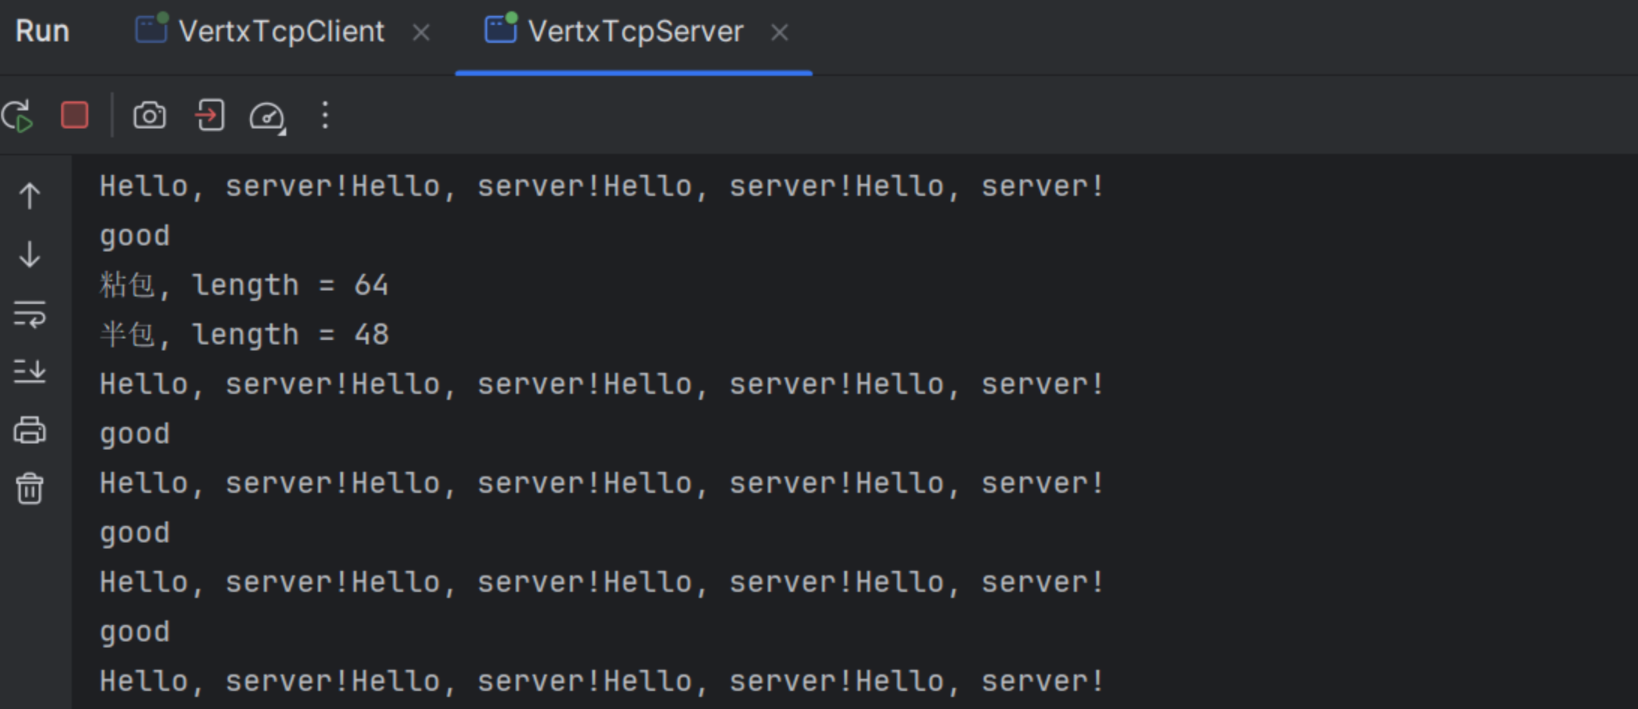 Run VertxTcpClient VertxTcpServer
Hello, server!Hello, server!Hello, server!Hello, server!
good
粘包, length = 64
半包, length = 48
Hello, server!Hello, server!Hello, server!Hello, server!
good
Hello, server!Hello, server!Hello, server!Hello, server!
good
Hello, server!Hello, server!Hello, server!Hello, server!
good
Hello, server!Hello, server!Hello, server!Hello, server!